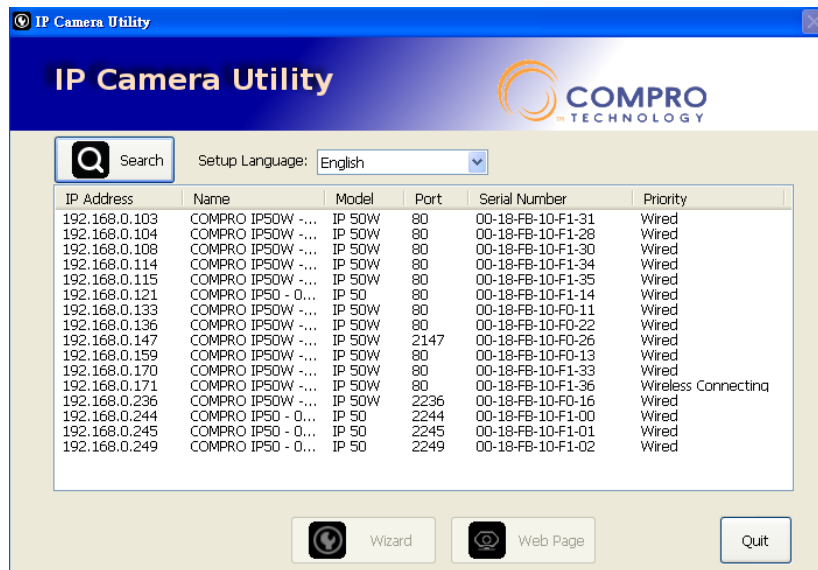 IP Camera Utility
IP Camera Utility
COMPRO
TM TECHNOLOGY
Search Setup Language: English
IP Address Name Model Port Serial Number Priority
192.168.0.103 COMPRO IP50W -... IP 50W 80 00-18-FB-10-F1-31 Wired
192.168.0.104 COMPRO IP50W -... IP 50W 80 00-18-FB-10-F1-28 Wired
192.168.0.108 COMPRO IP50W -... IP 50W 80 00-18-FB-10-F1-30 Wired
192.168.0.114 COMPRO IP50W -... IP 50W 80 00-18-FB-10-F1-34 Wired
192.168.0.115 COMPRO IP50W -... IP 50W 80 00-18-FB-10-F1-35 Wired
192.168.0.121 COMPRO IP50 - 0... IP 50 80 00-18-FB-10-F1-14 Wired
192.168.0.133 COMPRO IP50W -... IP 50W 80 00-18-FB-10-F0-11 Wired
192.168.0.136 COMPRO IP50W -... IP 50W 80 00-18-FB-10-F0-22 Wired
192.168.0.147 COMPRO IP50W -... IP 50W 2147 00-18-FB-10-F0-26 Wired
192.168.0.159 COMPRO IP50W -... IP 50W 80 00-18-FB-10-F0-13 Wired
192.168.0.170 COMPRO IP50W -... IP 50W 80 00-18-FB-10-F1-33 Wired
192.168.0.171 COMPRO IP50W -... IP 50W 80 00-18-FB-10-F1-36 Wireless Connecting
192.168.0.236 COMPRO IP50W -... IP 50W 2236 00-18-FB-10-F0-16 Wired
192.168.0.244 COMPRO IP50 - 0... IP 50 2244 00-18-FB-10-F1-00 Wired
192.168.0.245 COMPRO IP50 - 0... IP 50 2245 00-18-FB-10-F1-01 Wired
192.168.0.249 COMPRO IP50 - 0... IP 50 2249 00-18-FB-10-F1-02 Wired
Wizard Web Page Quit